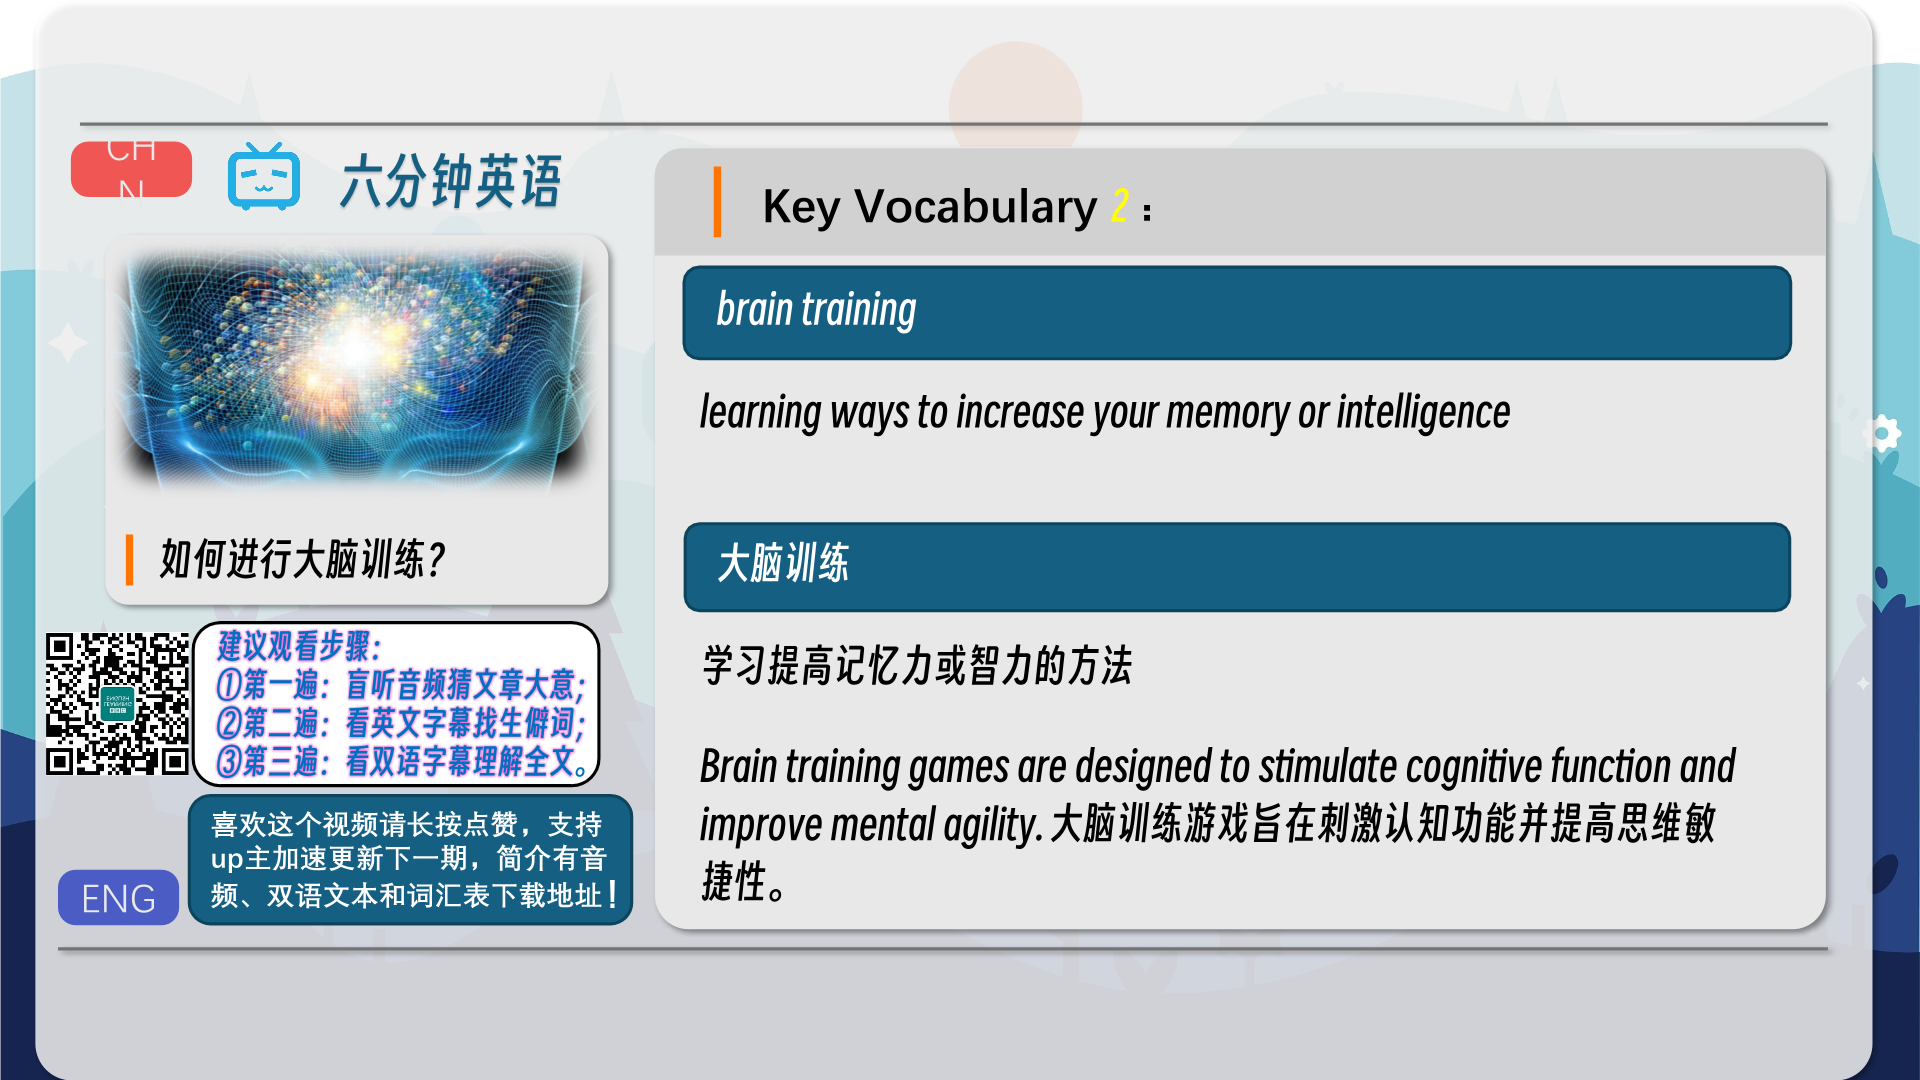 CH
N
六分钟英语
如何进行大脑训练？
建议观看步骤：
①第一遍：盲听音频猜文章大意；
②第二遍：看英文字幕找生僻词；
③第三遍：看双语字幕理解全文。
喜欢这个视频请长按点赞，支持
up主加速更新下一期，简介有音
频、双语文本和词汇表下载地址！
ENG
Key Vocabulary 2：
brain training
learning ways to increase your memory or intelligence
大脑训练
学习提高记忆力或智力的方法
Brain training games are designed to stimulate cognitive function and
improve mental agility. 大脑训练游戏旨在刺激认知功能并提高思维敏
捷性。